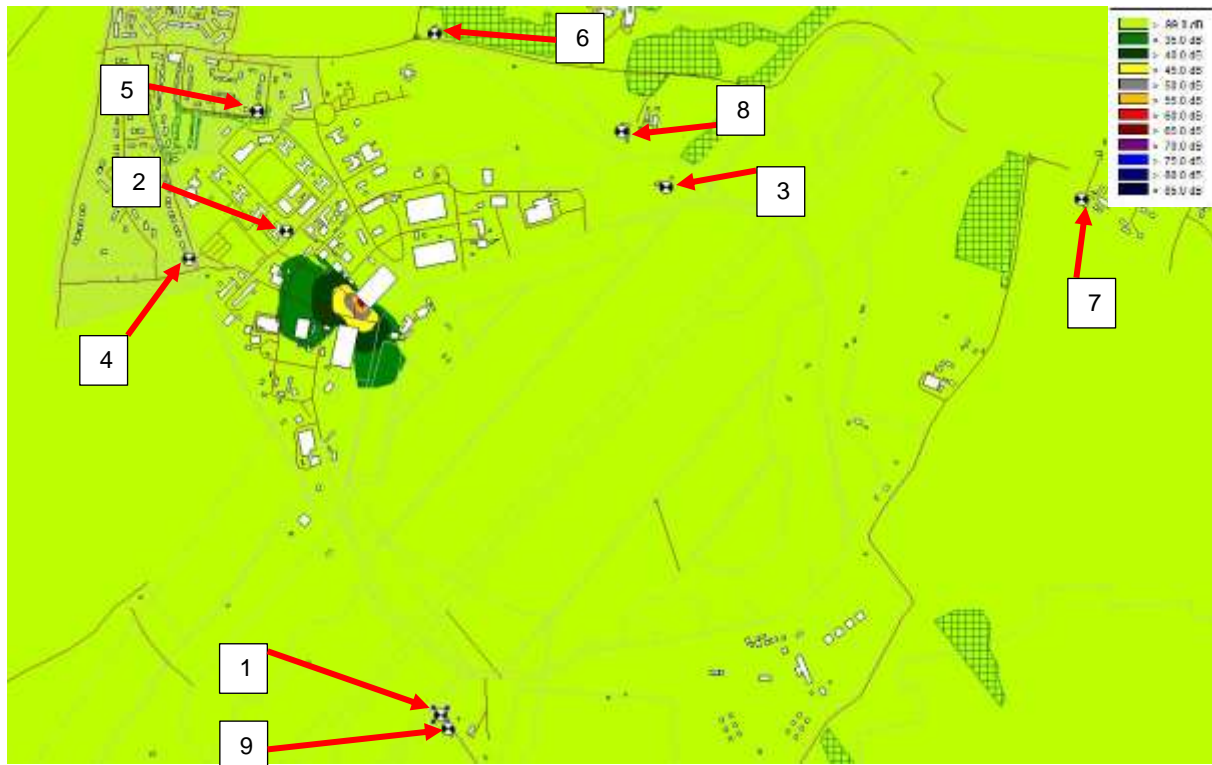 6
> 35.0 dB
> 40.0 dB
> 45.0 dB
> 50.0 dB
> 55.0 dB
> 60.0 dB
> 65.0 dB
> 70.0 dB
> 75.0 dB
> 80.0 dB
> 85.0 dB
5
8
2
3
7
4
1
9